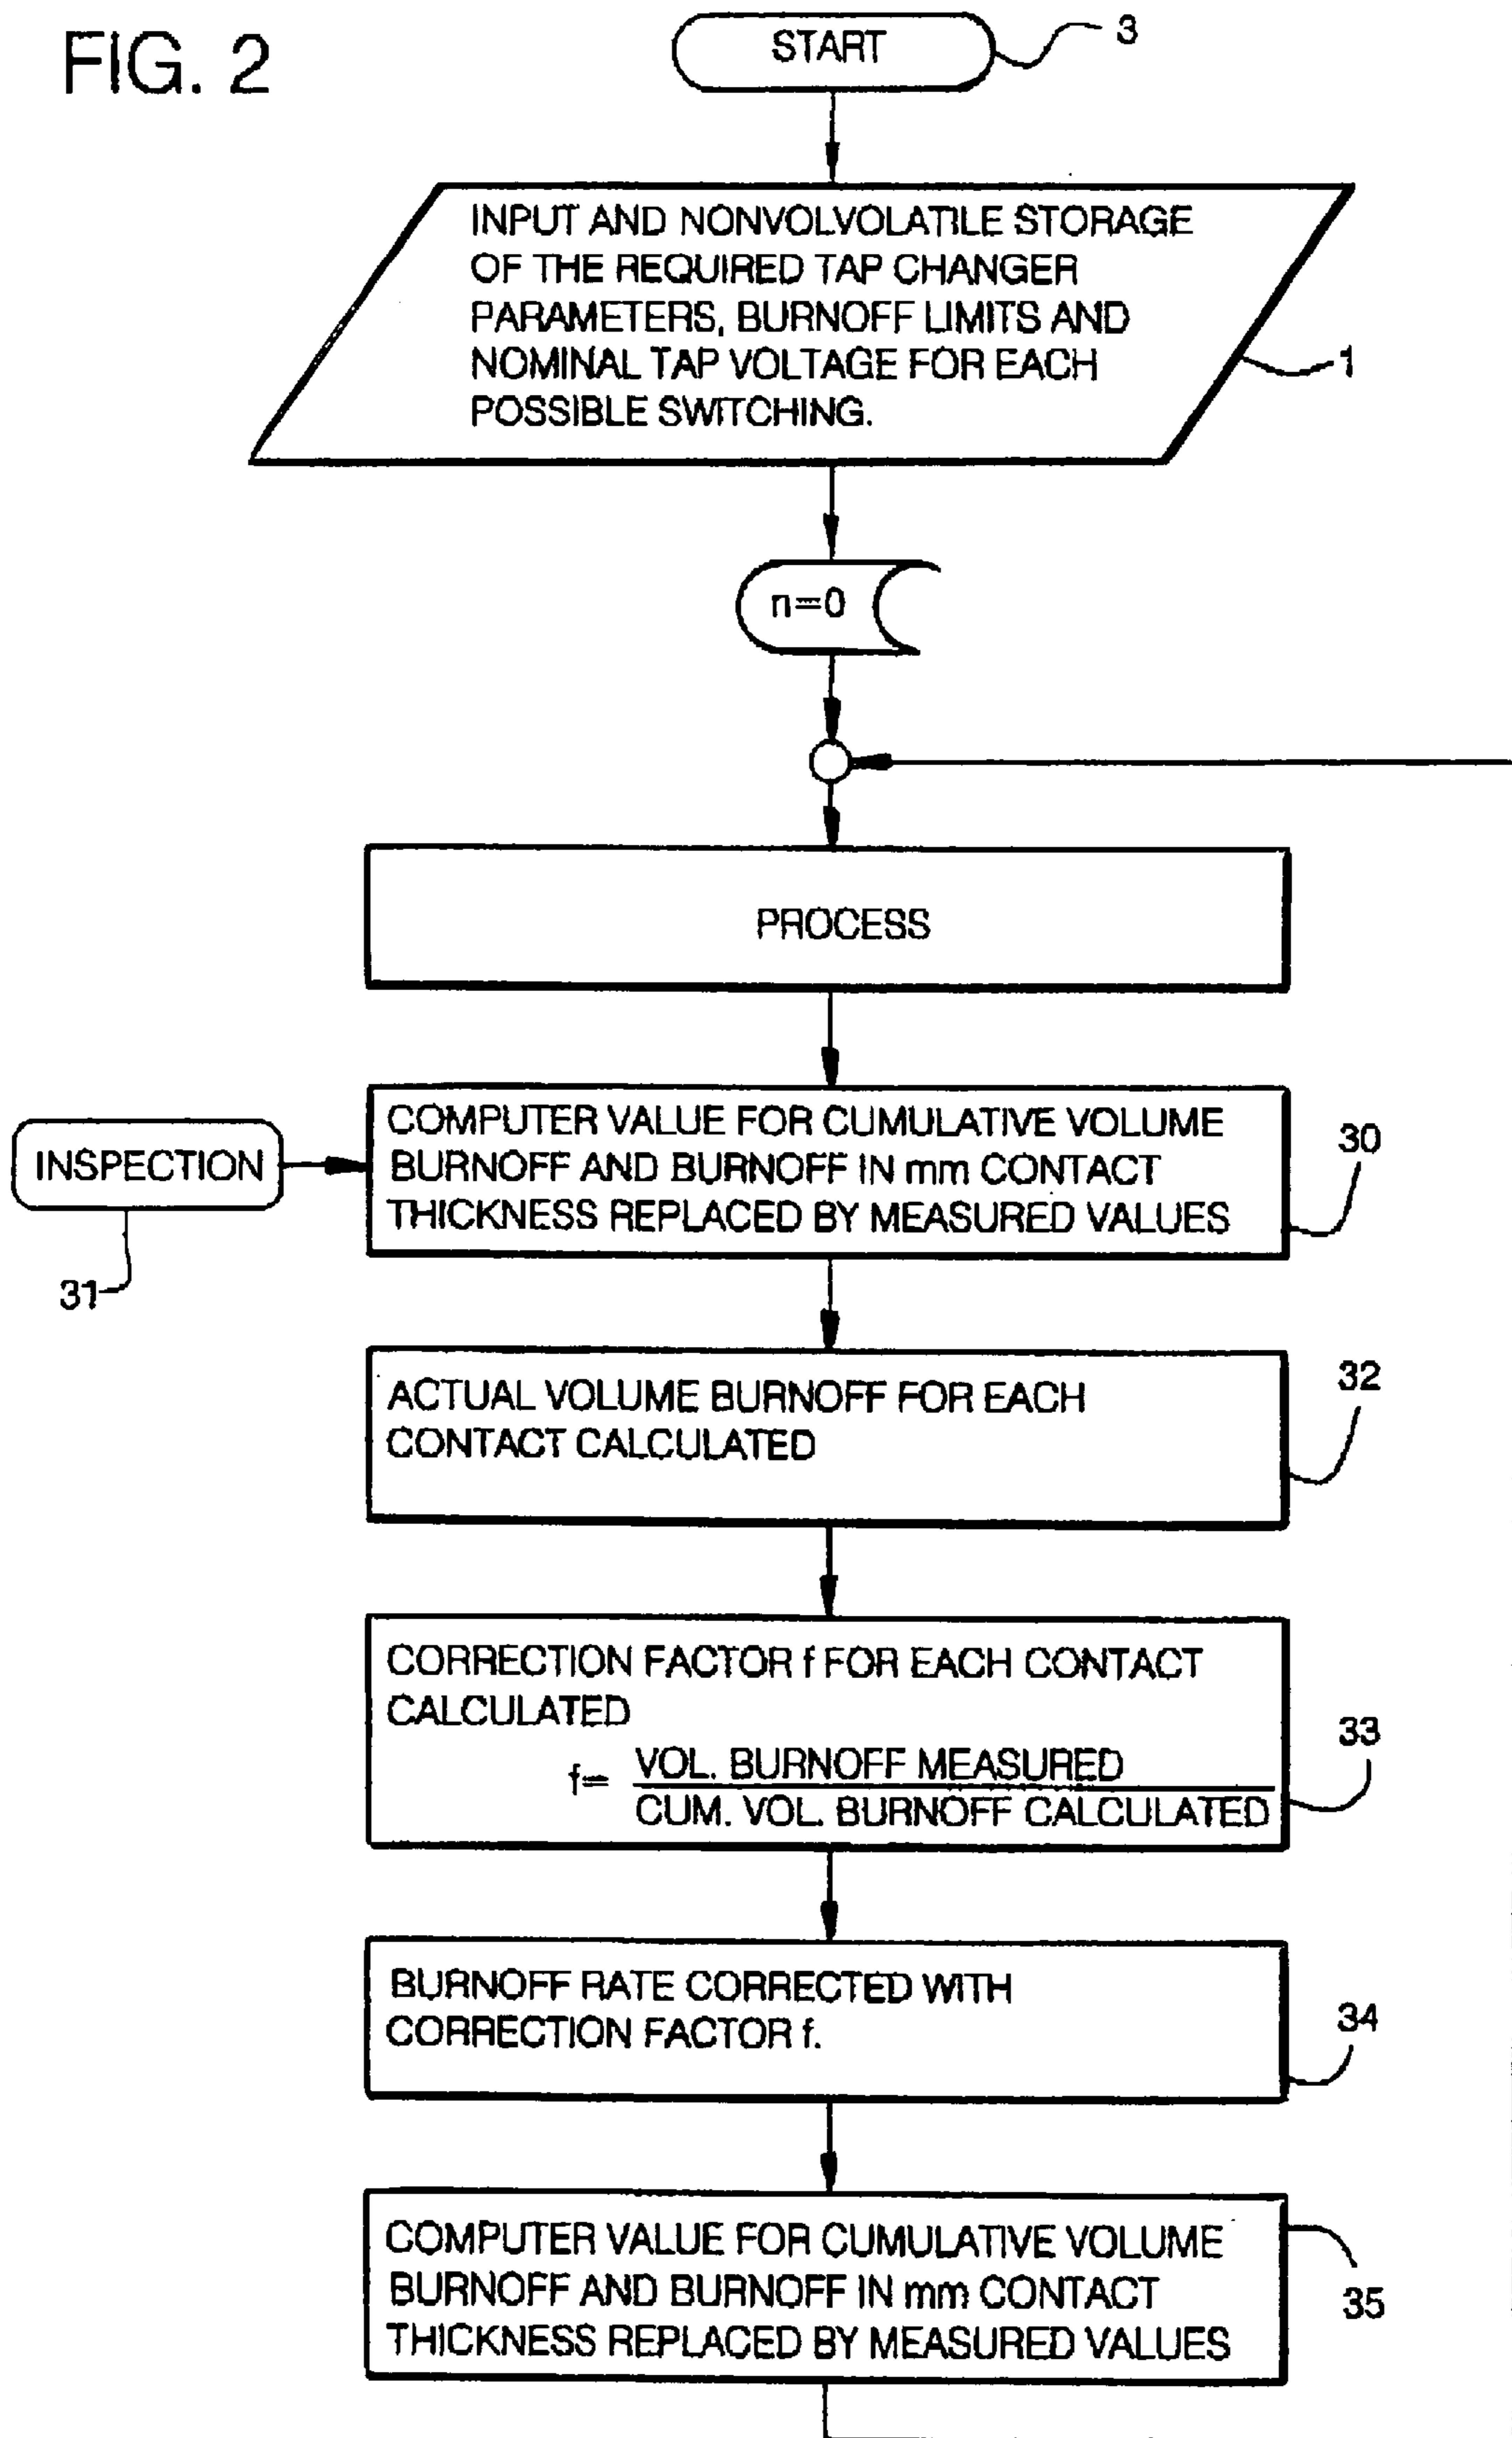 FIG. 2
START
3
INPUT AND NONVOLVOLATILE STORAGE
OF THE REQUIRED TAP CHANGER
PARAMETERS, BURNOFF LIMITS AND
NOMINAL TAP VOLTAGE FOR EACH
POSSIBLE SWITCHING.
1
n=0
PROCESS
INSPECTION
31
COMPUTER VALUE FOR CUMULATIVE VOLUME
BURNOFF AND BURNOFF IN mm CONTACT
THICKNESS REPLACED BY MEASURED VALUES
30
ACTUAL VOLUME BURNOFF FOR EACH
CONTACT CALCULATED
32
CORRECTION FACTOR f FOR EACH CONTACT
CALCULATED
f= VOL. BURNOFF MEASURED
CUM. VOL. BURNOFF CALCULATED
33
BURNOFF RATE CORRECTED WITH
CORRECTION FACTOR f.
34
COMPUTER VALUE FOR CUMULATIVE VOLUME
BURNOFF AND BURNOFF IN mm CONTACT
THICKNESS REPLACED BY MEASURED VALUES
35